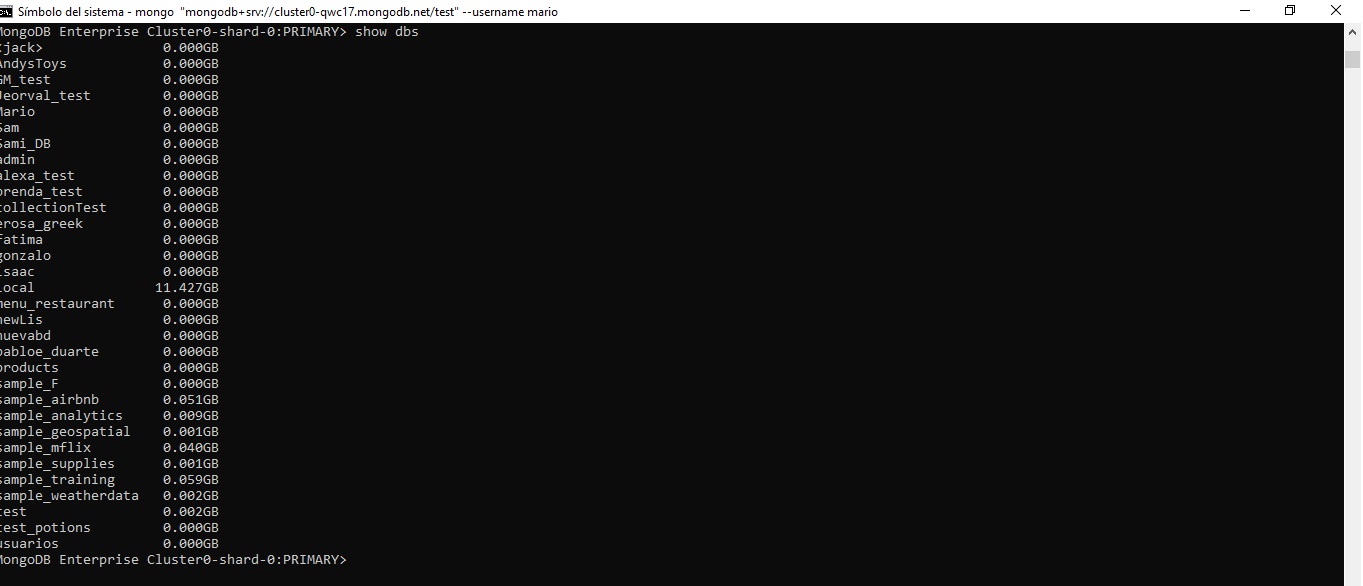 Símbolo del sistema - mongo "mongodb+srv://cluster0-qwc17.mongodb.net/test" --username mario
MongoDB Enterprise Cluster0-shard-0:PRIMARY> show dbs
<jack> 0.000GB
AndysToys 0.000GB
GM_test 0.000GB
Jeorval_test 0.000GB
Mario 0.000GB
Sam 0.000GB
Sami_DB 0.000GB
admin 0.000GB
alexa_test 0.000GB
brenda_test 0.000GB
collectionTest 0.000GB
erosa_greek 0.000GB
fatima 0.000GB
gonzalo 0.000GB
isaac 0.000GB
local 11.427GB
menu_restaurant 0.000GB
newLis 0.000GB
nuevabd 0.000GB
pabloe_duarte 0.000GB
products 0.000GB
sample_F 0.000GB
sample_airbnb 0.051GB
sample_analytics 0.009GB
sample_geospatial 0.001GB
sample_mflix 0.040GB
sample_supplies 0.001GB
sample_training 0.059GB
sample_weatherdata 0.002GB
test 0.002GB
test_potions 0.000GB
usuarios 0.000GB
MongoDB Enterprise Cluster0-shard-0:PRIMARY>